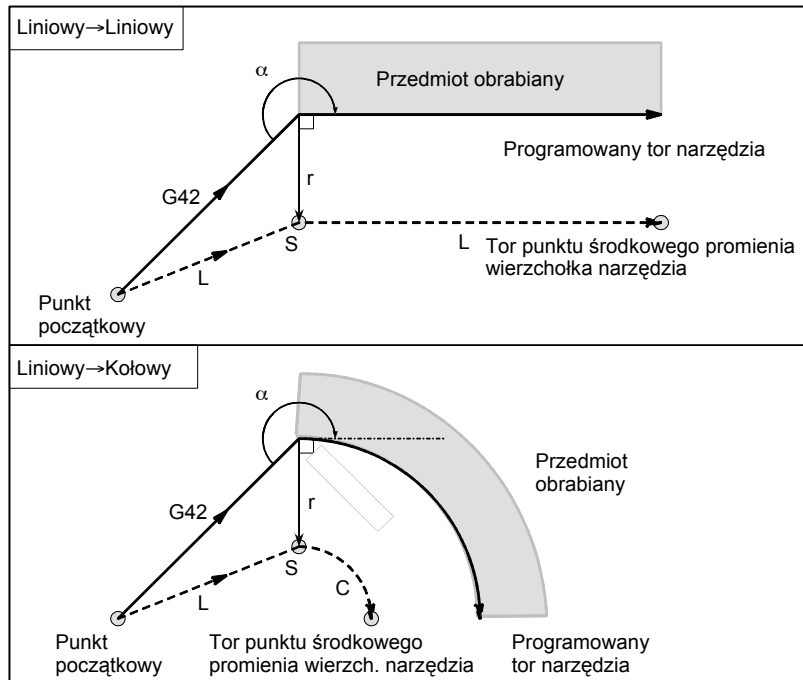 Liniowy→Liniowy
α
Przedmiot obrabiany
Programowany tor narzędzia
G42
r
S
L
L
Tor punktu środkowego promienia
wierzchołka narzędzia
Punkt
początkowy
Liniowy→Kołowy
α
Przedmiot
obrabiany
G42
r
S
L
C
Punkt
początkowy
Tor punktu środkowego
promienia wierzch. narzędzia
Programowany
tor narzędzia